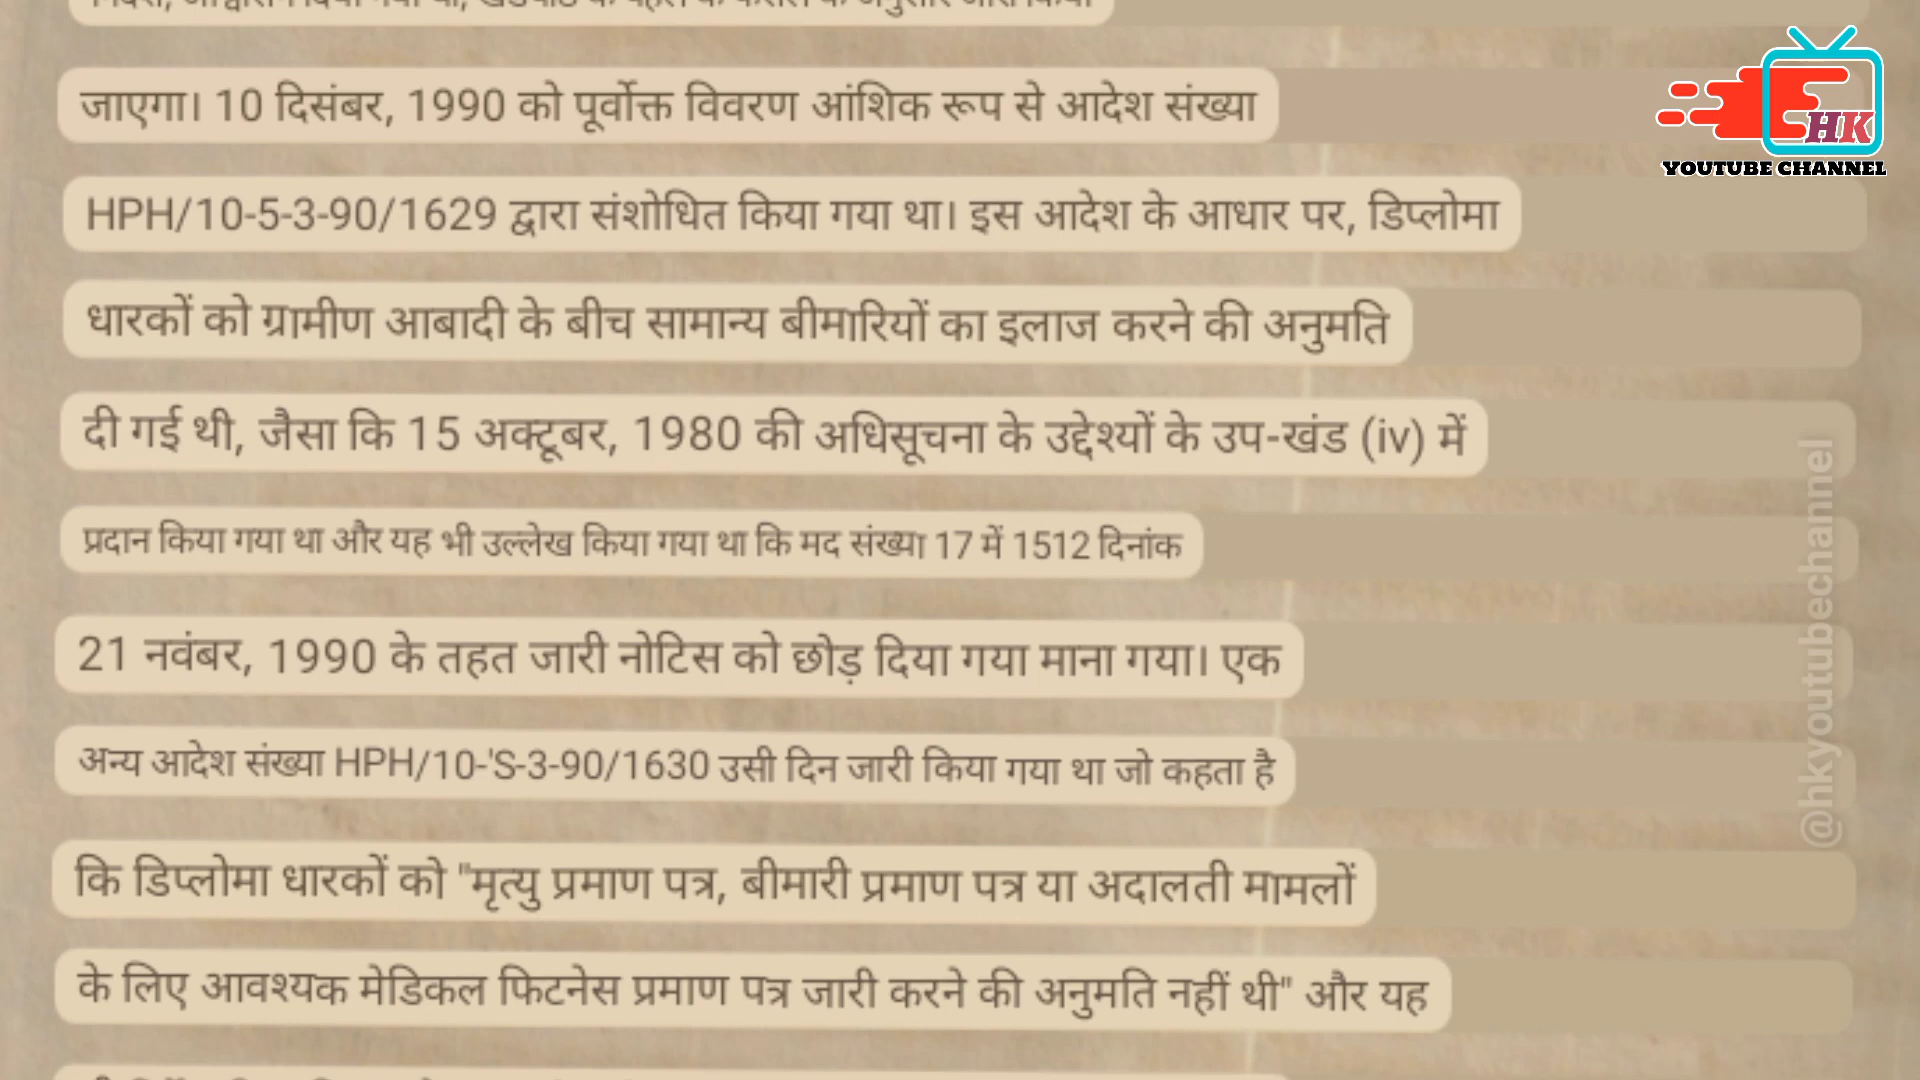 जाएगा। 10 दिसंबर, 1990 को पूर्वोक्त विवरण आंशिक रूप से आदेश संख्या
HPH/10-5-3-90/1629 द्वारा संशोधित किया गया था। इस आदेश के आधार पर, डिप्लोमा
धारकों को ग्रामीण आबादी के बीच सामान्य बीमारियों का इलाज करने की अनुमति
दी गई थी, जैसा कि 15 अक्टूबर, 1980 की अधिसूचना के उद्देश्यों के उप-खंड (iv) में
प्रदान किया गया था और यह भी उल्लेख किया गया था कि मद संख्या 17 में 1512 दिनांक
21 नवंबर, 1990 के तहत जारी नोटिस को छोड़ दिया गया माना गया। एक
अन्य आदेश संख्या HPH/10-'S-3-90/1630 उसी दिन जारी किया गया था जो कहता है
कि डिप्लोमा धारकों को "मृत्यु प्रमाण पत्र, बीमारी प्रमाण पत्र या अदालती मामलों
के लिए आवश्यक मेडिकल फिटनेस प्रमाण पत्र जारी करने की अनुमति नहीं थी" और यह
HK
YOUTUBE CHANNEL
@hkyoutubechannel